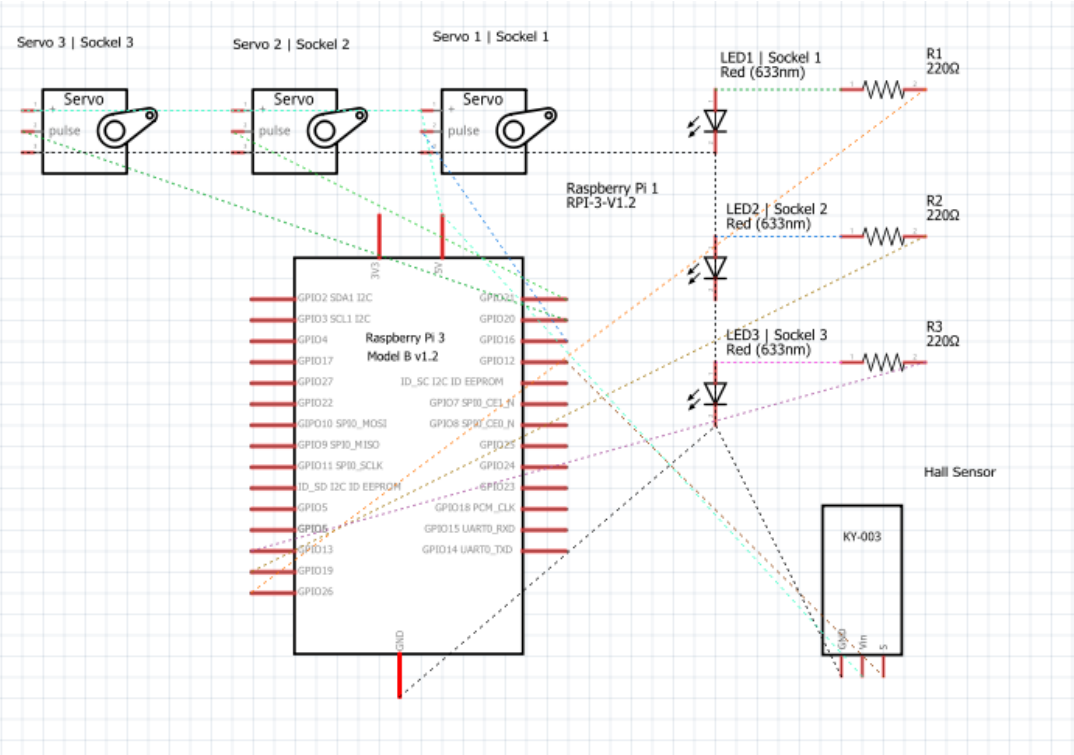 Servo 3 | Sockel 3
Servo 2 | Sockel 2
Servo 1 | Sockel 1
Servo
+
pulse
Servo
+
pulse
Servo
+
pulse
LED1 | Sockel 1
Red (633nm)
R1
220Ω
Raspberry Pi 1
RPI-3-V1.2
LED2 | Sockel 2
Red (633nm)
R2
220Ω
LED3 | Sockel 3
Red (633nm)
R3
220Ω
3V3
5V
Raspberry Pi 3
Model B v1.2
GPIO2 SDA1 I2C
GPIO3 SCL1 I2C
GPIO4
GPIO17
GPIO27
GPIO22
GIPO10 SPI0_MOSI
GPIO9 SPI0_MISO
GPIO11 SPI0_SCLK
ID_SD I2C ID EEPROM
GPIO5
GPIO6
GPIO13
GPIO19
GPIO26
GPIO21
GPIO20
GPIO16
GPIO12
ID_SC I2C ID EEPROM
GPIO7 SPI0_CE1_N
GPIO8 SPI0_CE0_N
GPIO25
GPIO24
GPIO23
GPIO18 PCM_CLK
GPIO15 UART0_RXD
GPIO14 UART0_TXD
GND
Hall Sensor
KY-003
GND
Vin
S